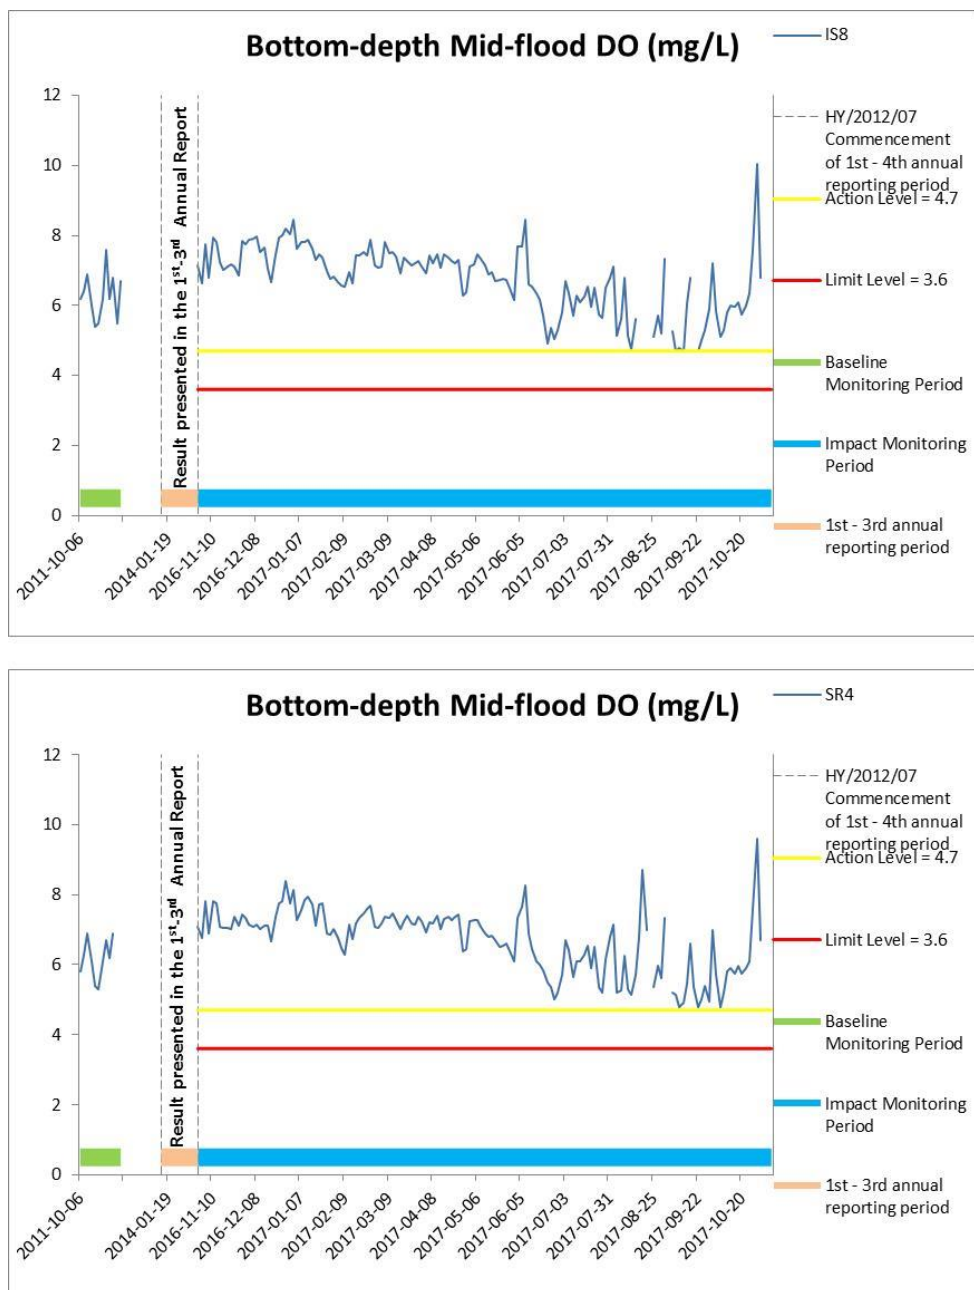 Bottom-depth Mid-flood DO (mg/L)
IS8
12
10
8
6
4
2
0
Result presented in the 1st-3rd Annual Report
HY/2012/07
Commencement
of 1st - 4th annual
reporting period
Action Level = 4.7
Limit Level = 3.6
Baseline
Monitoring Period
Impact Monitoring
Period
1st - 3rd annual
reporting period
2011-10-06
2014-01-19
2016-11-10
2016-12-08
2017-01-07
2017-02-09
2017-03-09
2017-04-08
2017-05-06
2017-06-05
2017-07-03
2017-07-31
2017-08-25
2017-09-22
2017-10-20
Bottom-depth Mid-flood DO (mg/L)
SR4
12
10
8
6
4
2
0
Result presented in the 1st-3rd Annual Report
HY/2012/07
Commencement
of 1st - 4th annual
reporting period
Action Level = 4.7
Limit Level = 3.6
Baseline
Monitoring Period
Impact Monitoring
Period
1st - 3rd annual
reporting period
2011-10-06
2014-01-19
2016-11-10
2016-12-08
2017-01-07
2017-02-09
2017-03-09
2017-04-08
2017-05-06
2017-06-05
2017-07-03
2017-07-31
2017-08-25
2017-09-22
2017-10-20